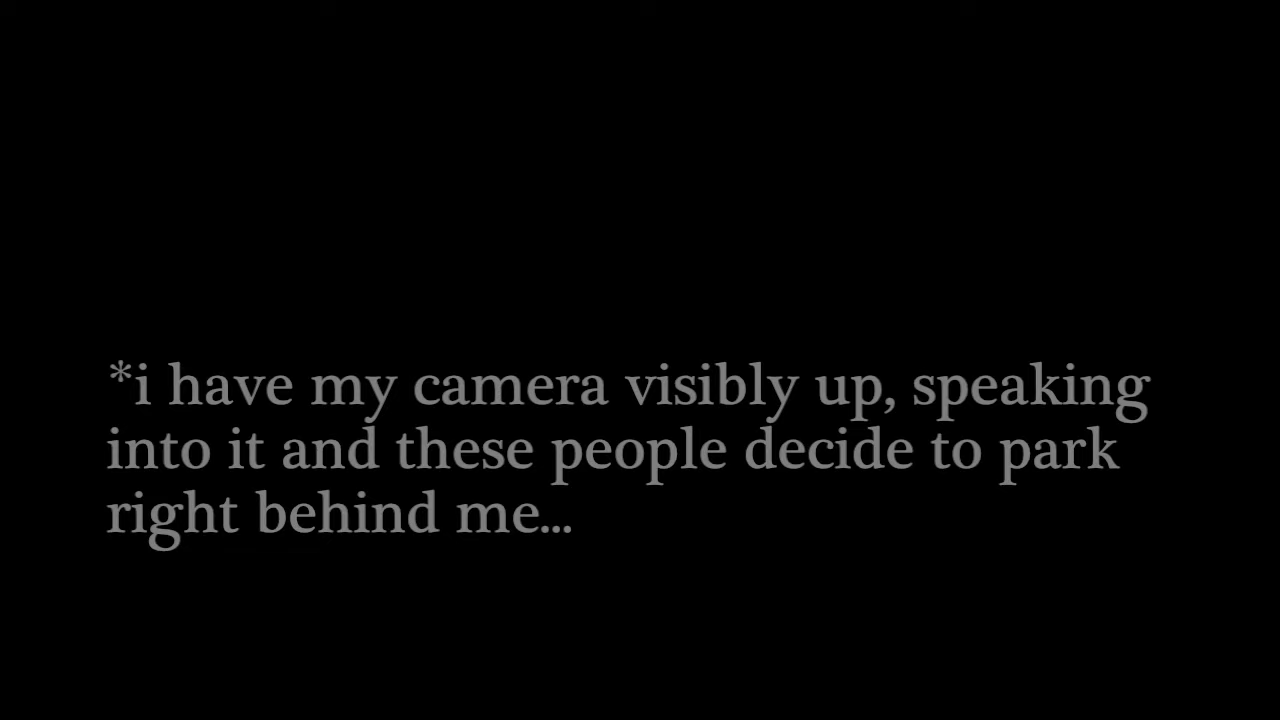 *i have my camera visibly up, speaking
into it and these people decide to park
right behind me...